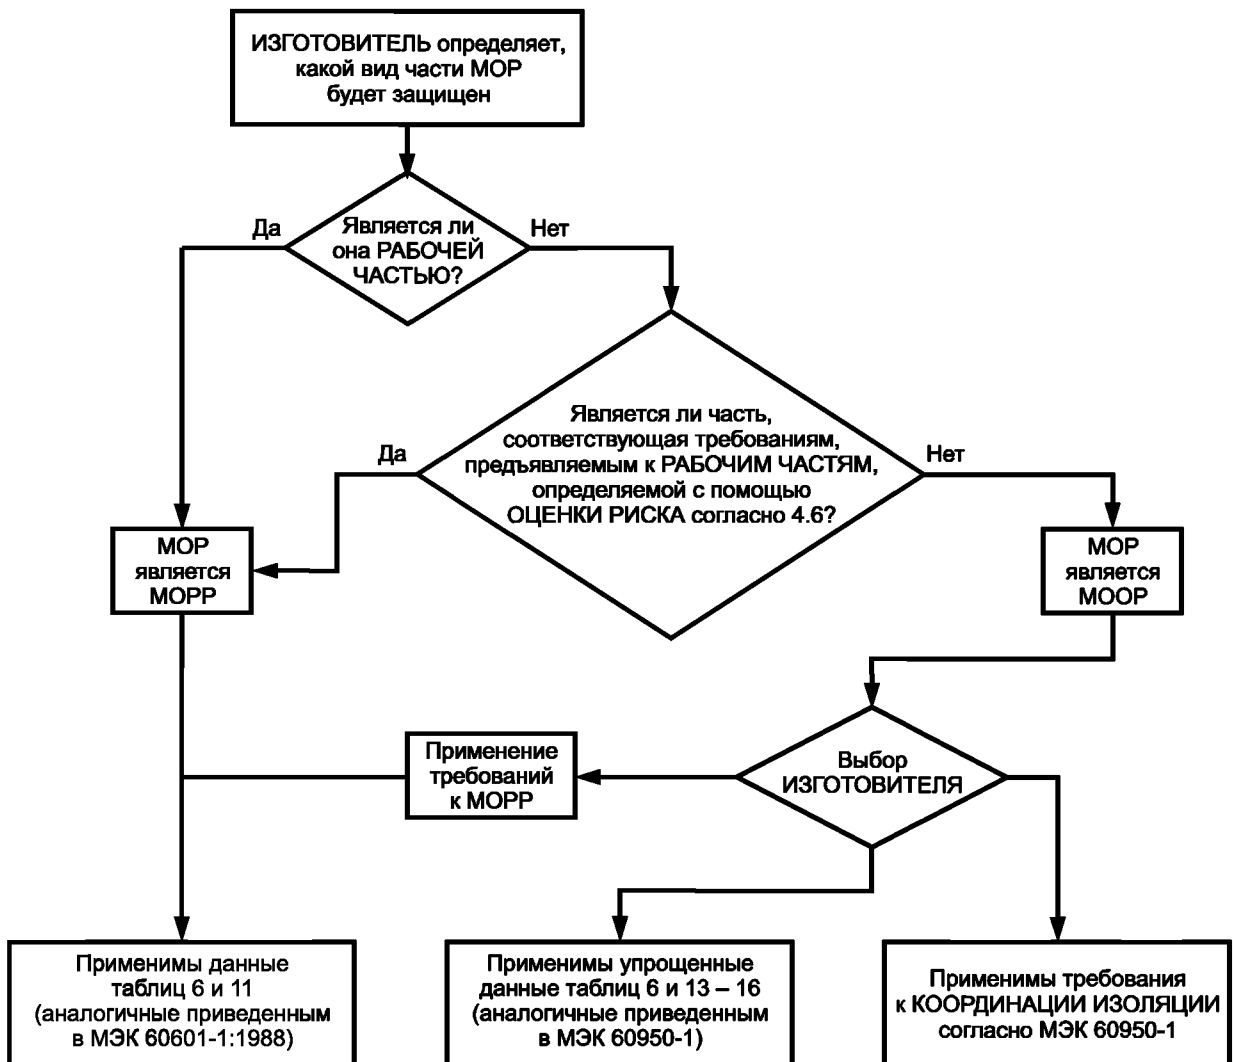 ИЗГОТОВИТЕЛЬ определяет,
какой вид части МОР
будет защищен
Да
Является ли
она РАБОЧЕЙ
ЧАСТЬЮ?
Нет
Да
Является ли часть,
соответствующая требованиям,
предъявляемым к РАБОЧИМ ЧАСТЯМ,
определяемой с помощью
ОЦЕНКИ РИСКА согласно 4.6?
Нет
МОР
является
МОРР
МОР
является
МООР
Применение
требований
к МОРР
Выбор
ИЗГОТОВИТЕЛЯ
Применимы данные
таблиц 6 и 11
(аналогичные приведенным
в МЭК 60601-1:1988)
Применимы упрощенные
данные таблиц 6 и 13 – 16
(аналогичные приведенным
в МЭК 60950-1)
Применимы требования
к КООРДИНАЦИИ ИЗОЛЯЦИИ
согласно МЭК 60950-1